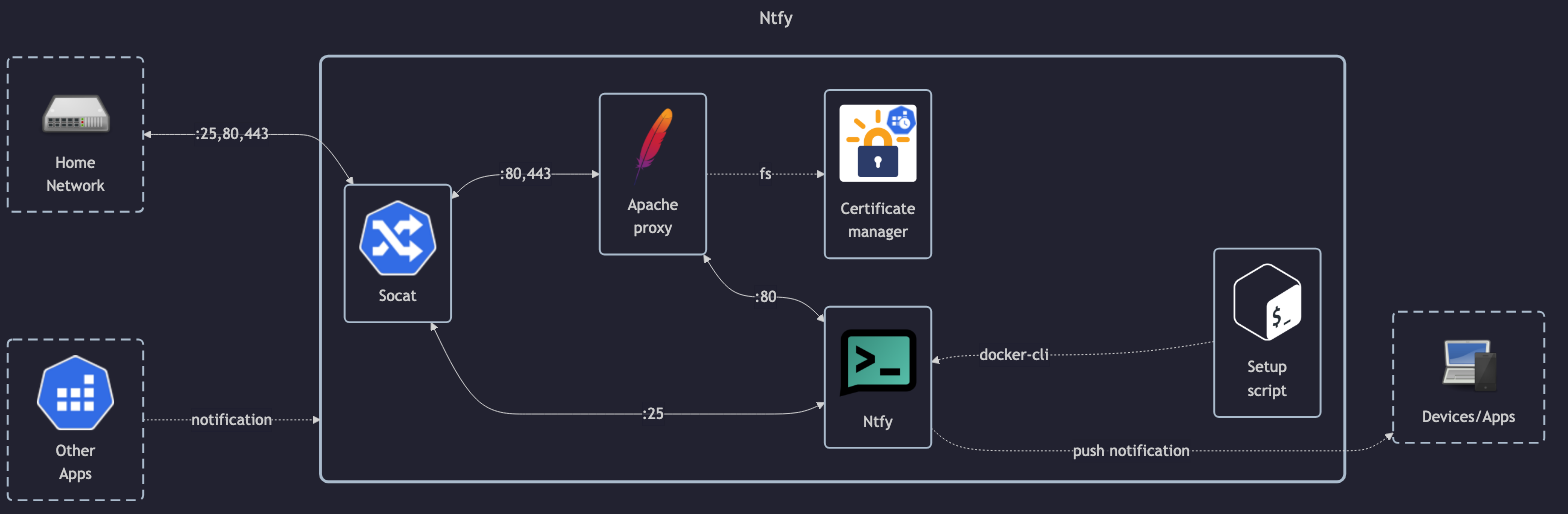 Ntfy
Home
Network
:25,80,443
Socat
:80,443
Apache
proxy
fs
Certificate
manager
:80
Other
Apps
notification
:25
>_
Ntfy
docker-cli
$_
Setup
script
push notification
Devices/Apps